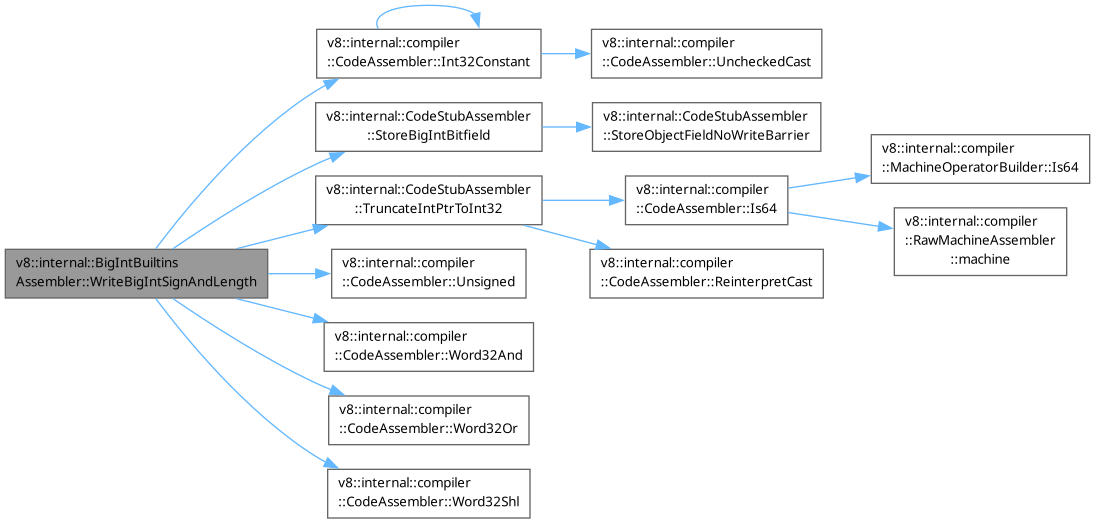 v8::internal::BigIntBuiltins
Assembler::WriteBigIntSignAndLength
v8::internal::compiler
::CodeAssembler::Int32Constant
v8::internal::compiler
::CodeAssembler::UncheckedCast
v8::internal::CodeStubAssembler
::StoreBigIntBitfield
v8::internal::CodeStubAssembler
::StoreObjectFieldNoWriteBarrier
v8::internal::CodeStubAssembler
::TruncateIntPtrToInt32
v8::internal::compiler
::CodeAssembler::Is64
v8::internal::compiler
::MachineOperatorBuilder::Is64
v8::internal::compiler
::RawMachineAssembler
::machine
v8::internal::compiler
::CodeAssembler::ReinterpretCast
v8::internal::compiler
::CodeAssembler::Unsigned
v8::internal::compiler
::CodeAssembler::Word32And
v8::internal::compiler
::CodeAssembler::Word32Or
v8::internal::compiler
::CodeAssembler::Word32Shl